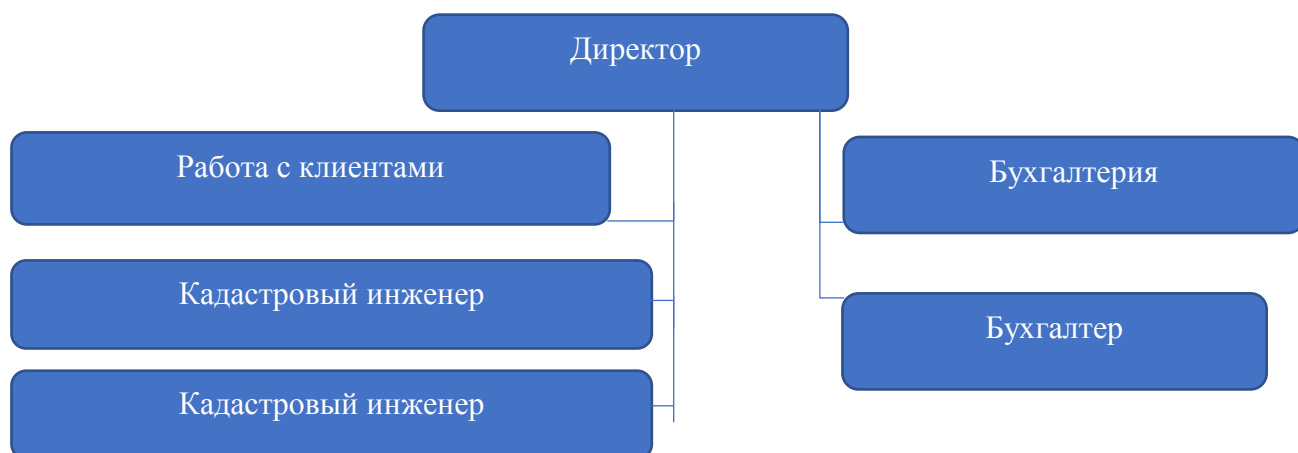 Директор
Работа с клиентами
Бухгалтерия
Кадастровый инженер
Бухгалтер
Кадастровый инженер